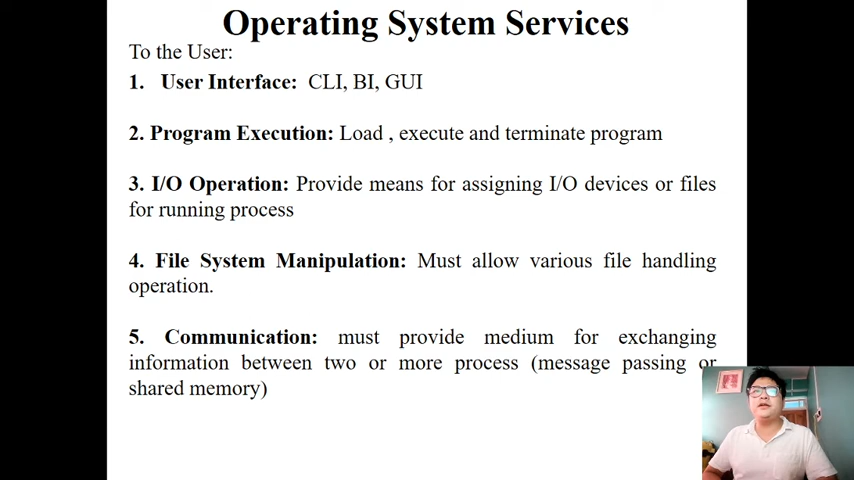 Operating System Services
To the User:
1. User Interface: CLI, BI, GUI
2. Program Execution: Load , execute and terminate program
3. I/O Operation: Provide means for assigning I/O devices or files
for running process
4. File System Manipulation: Must allow various file handling
operation.
5. Communication: must provide medium for exchanging
information between two or more process (message passing or
shared memory)